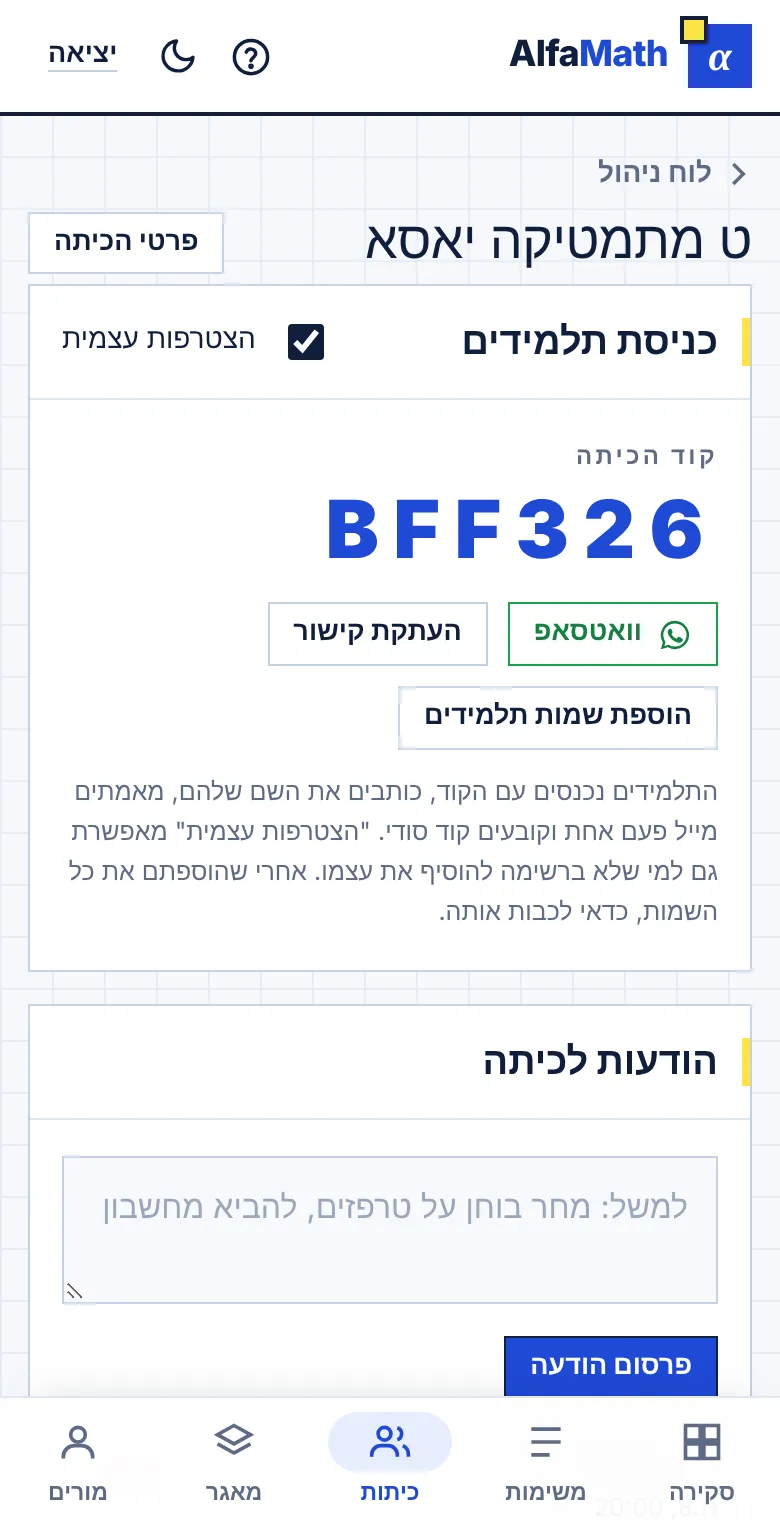 α AlfaMath
יציאה
לוח ניהול
ט מתמטיקה יאסא
פרטי הכיתה
כניסת תלמידים
הצטרפות עצמית
קוד הכיתה
BFF326
וואטסאפ
העתקת קישור
הוספת שמות תלמידים
התלמידים נכנסים עם הקוד, כותבים את השם שלהם, מאמתים
מייל פעם אחת וקובעים קוד סודי. "הצטרפות עצמית" מאפשרת
גם למי שלא ברשימה להוסיף את עצמו. אחרי שהוספתם את כל
השמות, כדאי לכבות אותה.
הודעות לכיתה
למשל: מחר בוחן על טרפזים, להביא מחשבון
פרסום הודעה
סקירה
משימות
כיתות
מאגר
מורים